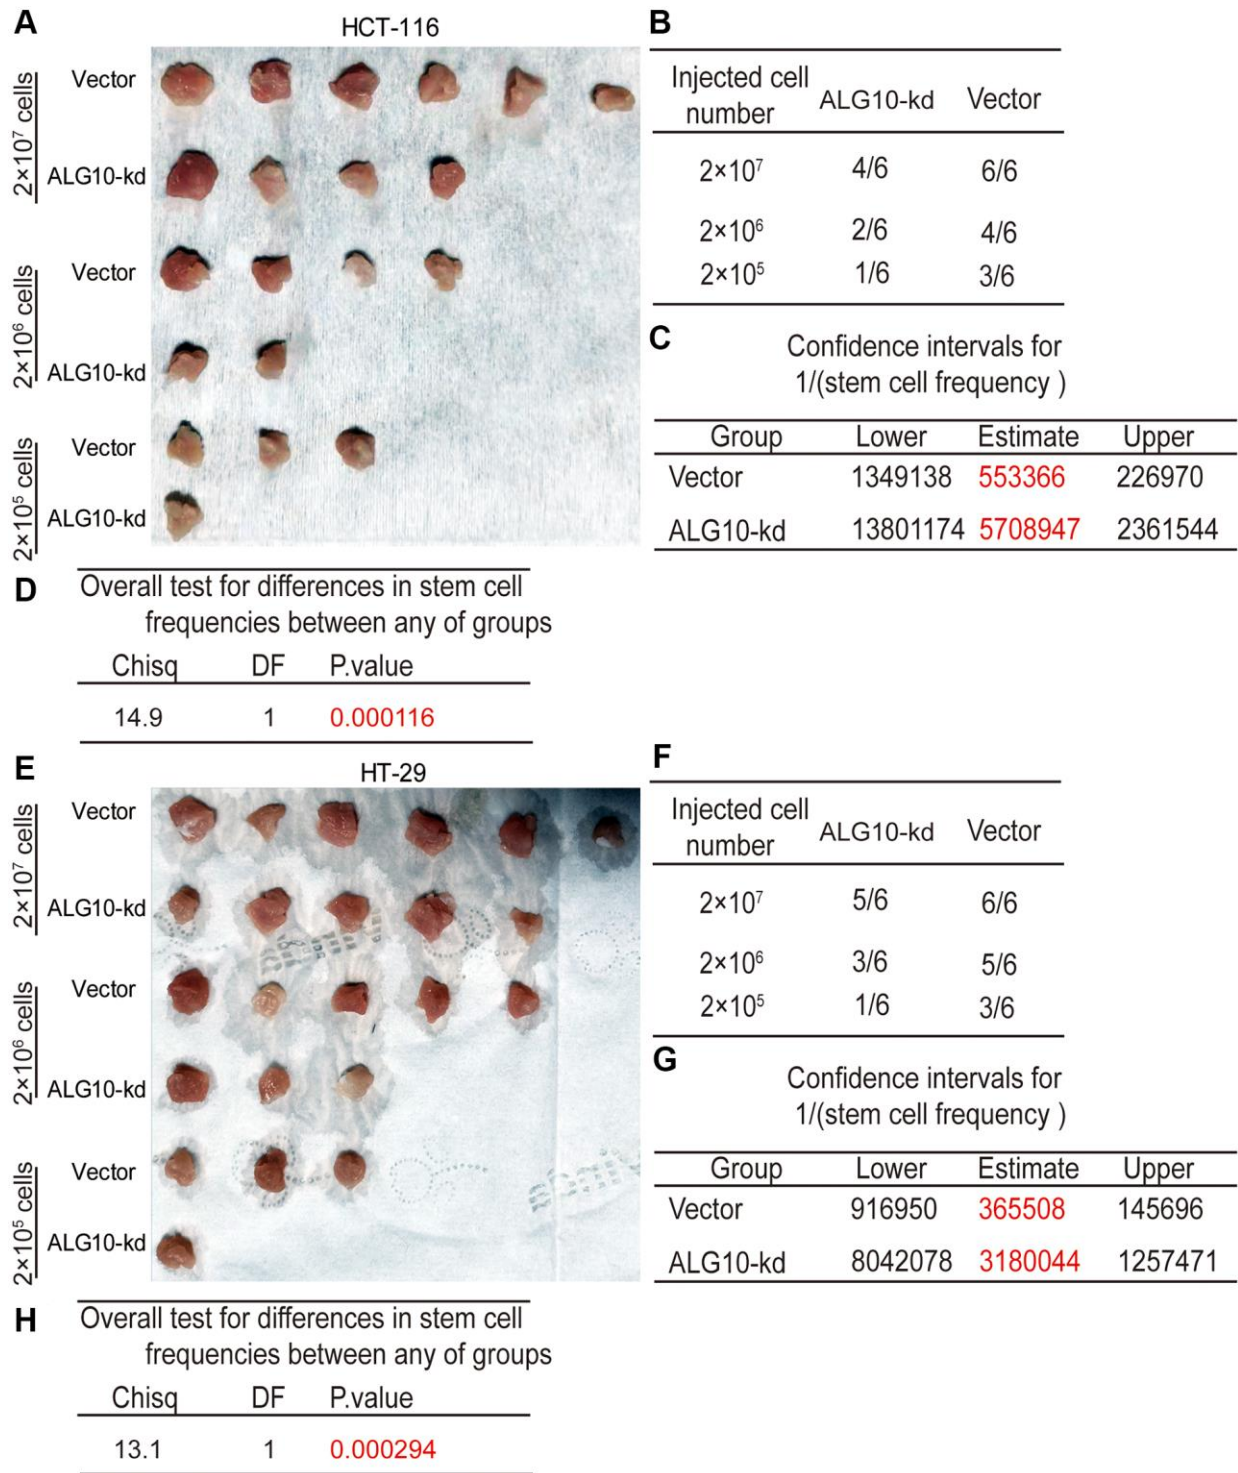 A
HCT-116
2×10⁷ cells
Vector
ALG10-kd
2×10⁶ cells
Vector
ALG10-kd
2×10⁵ cells
Vector
ALG10-kd
B
Injected cell number ALG10-kd Vector
2×10⁷ 4/6 6/6
2×10⁶ 2/6 4/6
2×10⁵ 1/6 3/6
C
Confidence intervals for
1/(stem cell frequency )
Group Lower Estimate Upper
Vector 1349138 553366 226970
ALG10-kd 13801174 5708947 2361544
D
Overall test for differences in stem cell
frequencies between any of groups
Chisq DF P.value
14.9 1 0.000116
E
HT-29
2×10⁷ cells
Vector
ALG10-kd
2×10⁶ cells
Vector
ALG10-kd
2×10⁵ cells
Vector
ALG10-kd
F
Injected cell number ALG10-kd Vector
2×10⁷ 5/6 6/6
2×10⁶ 3/6 5/6
2×10⁵ 1/6 3/6
G
Confidence intervals for
1/(stem cell frequency )
Group Lower Estimate Upper
Vector 916950 365508 145696
ALG10-kd 8042078 3180044 1257471
H
Overall test for differences in stem cell
frequencies between any of groups
Chisq DF P.value
13.1 1 0.000294